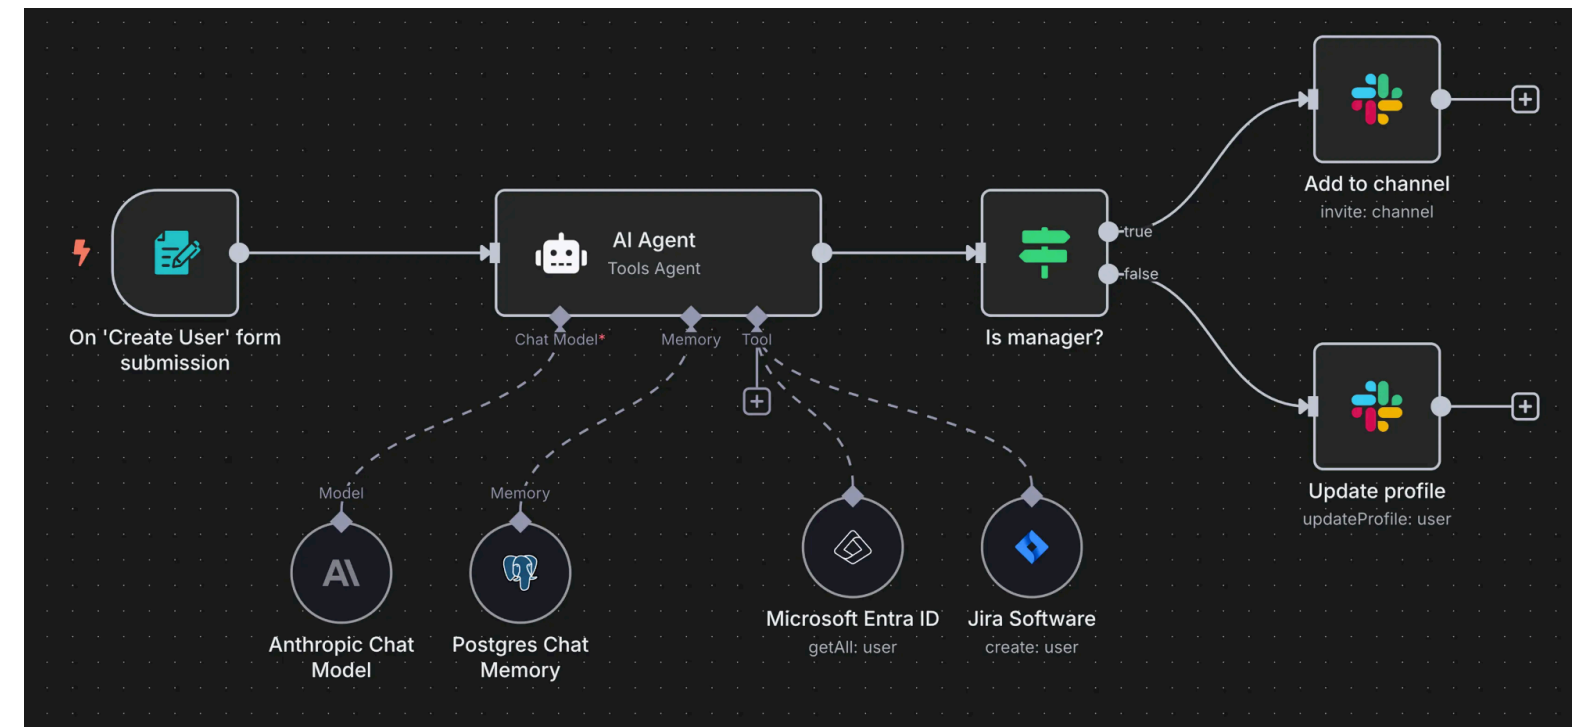 Add to channel
invite: channel
AI Agent
Tools Agent
true
false
On 'Create User' form
submission
Chat Model*
Memory
Tool
Is manager?
Model
Memory
Update profile
updateProfile: user
Anthropic Chat
Model
Postgres Chat
Memory
Microsoft Entra ID
getAll: user
Jira Software
create: user